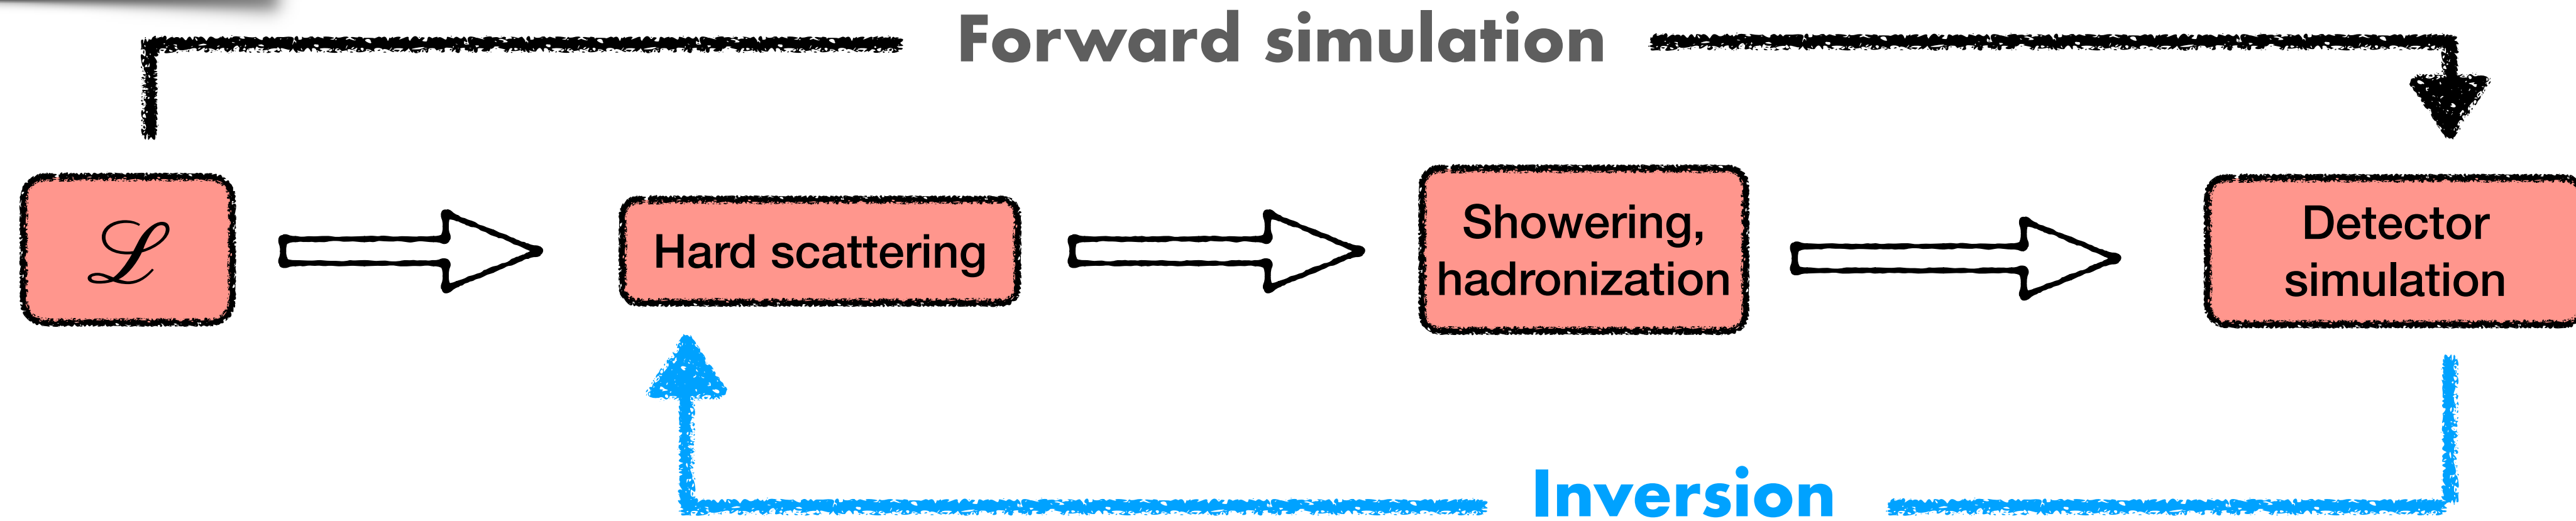 Forward simulation
ℒ
Hard scattering
Showering,
hadronization
Detector
simulation
Inversion